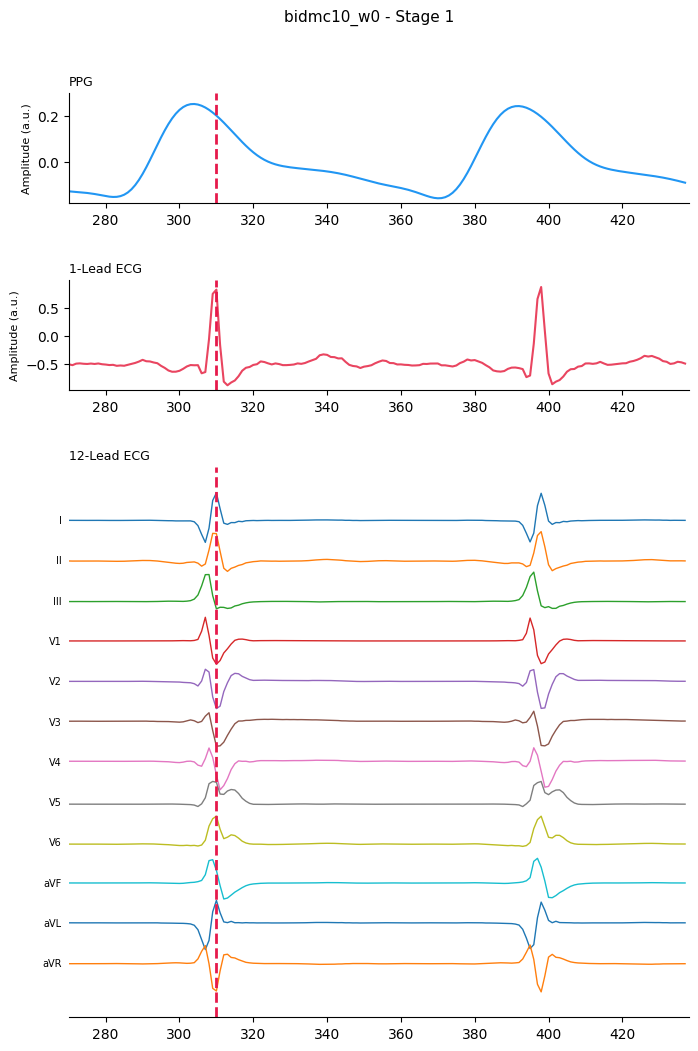 bidmc10_w0 - Stage 1
PPG
Amplitude (a.u.)
0.2
0.0
280 300 320 340 360 380 400 420
1-Lead ECG
Amplitude (a.u.)
0.5
0.0
−0.5
280 300 320 340 360 380 400 420
12-Lead ECG
I
II
III
V1
V2
V3
V4
V5
V6
aVF
aVL
aVR
280 300 320 340 360 380 400 420